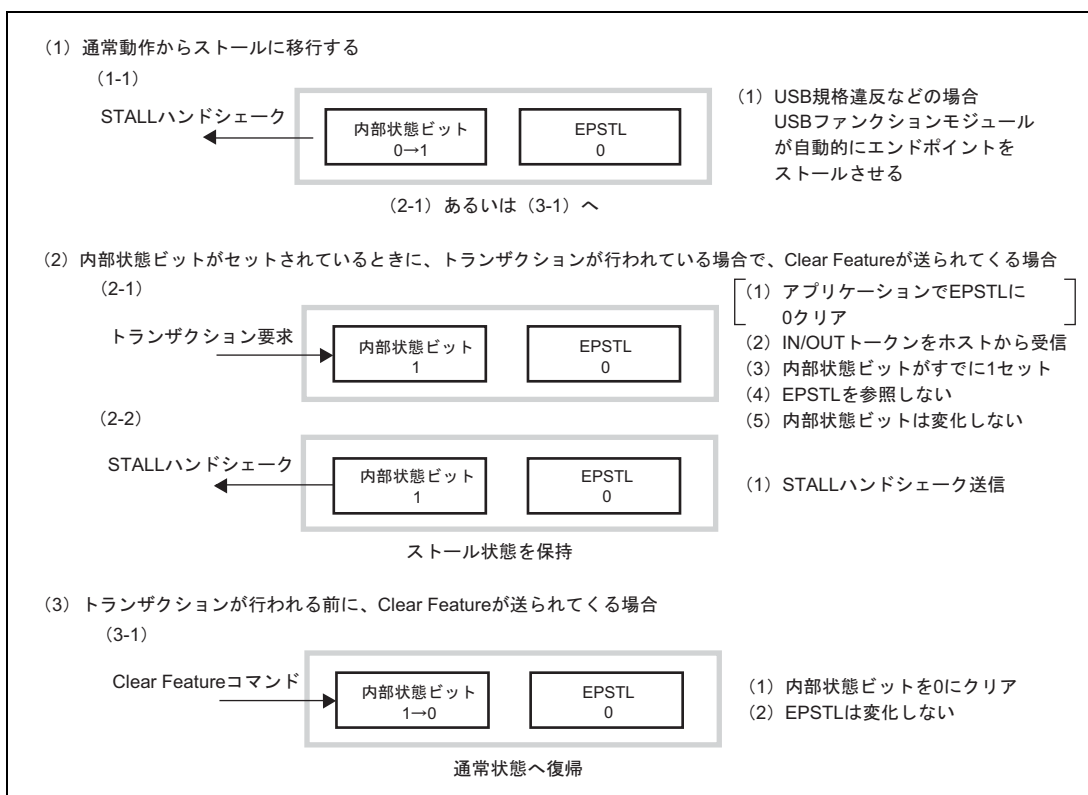 （1）通常動作からストールに移行する
（1-1）
STALLハンドシェーク
内部状態ビット
0→1
EPSTL
0
（1）USB規格違反などの場合
USBファンクションモジュール
が自動的にエンドポイントを
ストールさせる
（2-1）あるいは（3-1）へ
（2）内部状態ビットがセットされているときに、トランザクションが行われている場合で、Clear Featureが送られてくる場合
（2-1）
トランザクション要求
内部状態ビット
1
EPSTL
0
（1）アプリケーションでEPSTLに
0クリア
（2）IN/OUTトークンをホストから受信
（3）内部状態ビットがすでに1セット
（4）EPSTLを参照しない
（5）内部状態ビットは変化しない
（2-2）
STALLハンドシェーク
内部状態ビット
1
EPSTL
0
（1）STALLハンドシェーク送信
ストール状態を保持
（3）トランザクションが行われる前に、Clear Featureが送られてくる場合
（3-1）
Clear Featureコマンド
内部状態ビット
1→0
EPSTL
0
（1）内部状態ビットを0にクリア
（2）EPSTLは変化しない
通常状態へ復帰